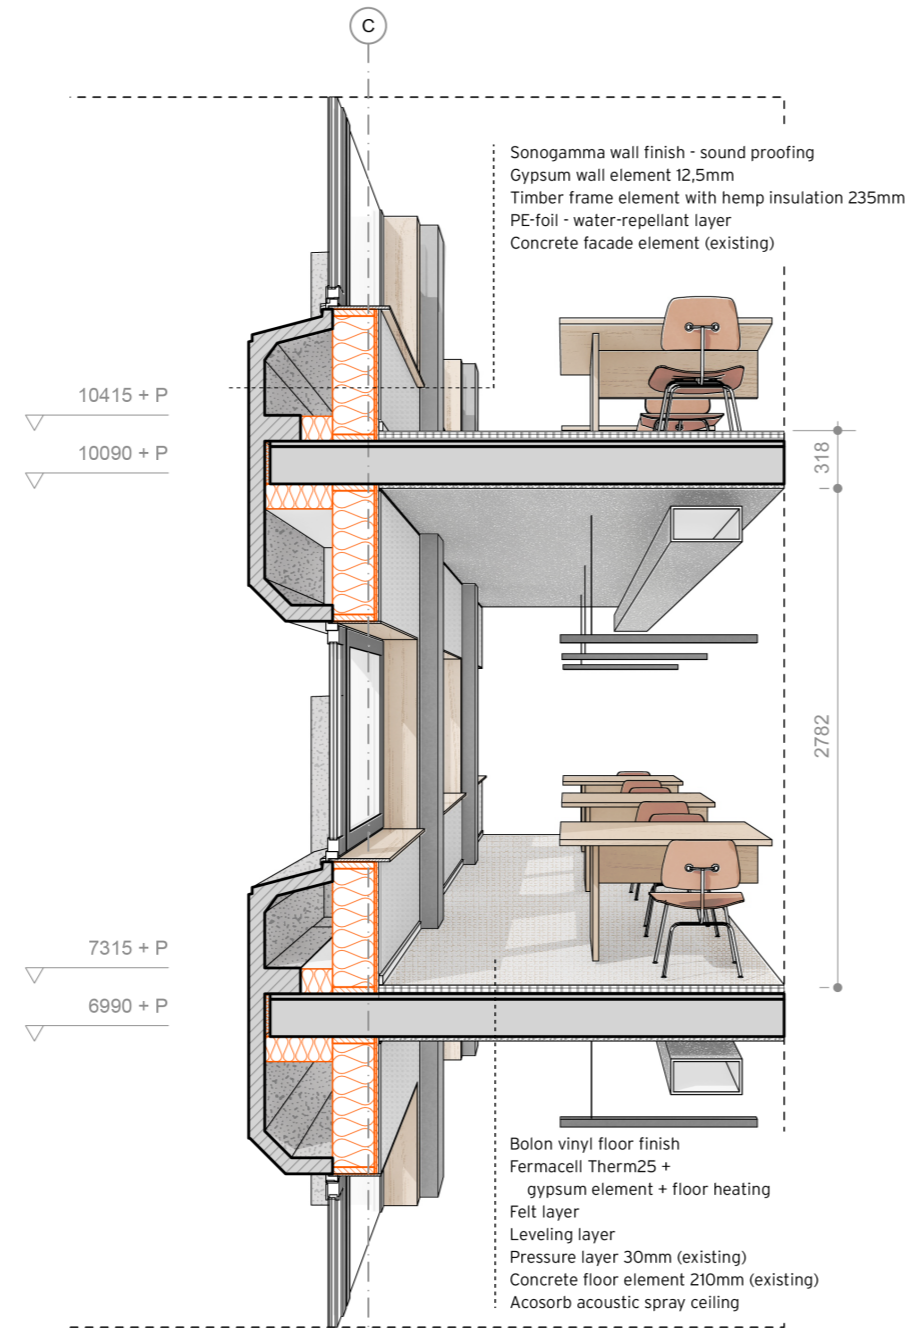 C
Sonogamma wall finish - sound proofing
Gypsum wall element 12,5mm
Timber frame element with hemp insulation 235mm
PE-foil - water-repellant layer
Concrete facade element (existing)
10415 + P
10090 + P
318
2782
7315 + P
6990 + P
Bolon vinyl floor finish
Fermacell Therm25 +
gypsum element + floor heating
Felt layer
Leveling layer
Pressure layer 30mm (existing)
Concrete floor element 210mm (existing)
Acosorb acoustic spray ceiling